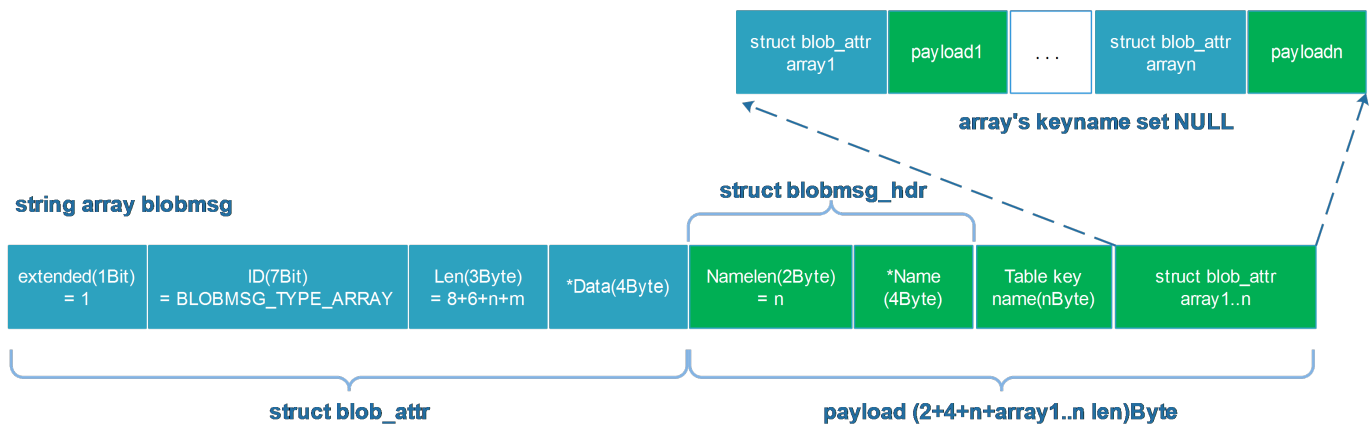 struct blob_attr
array1
payload1
. . .
struct blob_attr
arrayn
payloadn
array's keyname set NULL
struct blobmsg_hdr
string array blobmsg
extended(1Bit)
= 1
ID(7Bit)
= BLOBMSG_TYPE_ARRAY
Len(3Byte)
= 8+6+n+m
*Data(4Byte)
Namelen(2Byte)
= n
*Name
(4Byte)
Table key
name(nByte)
struct blob_attr
array1..n
struct blob_attr
payload (2+4+n+array1..n len)Byte